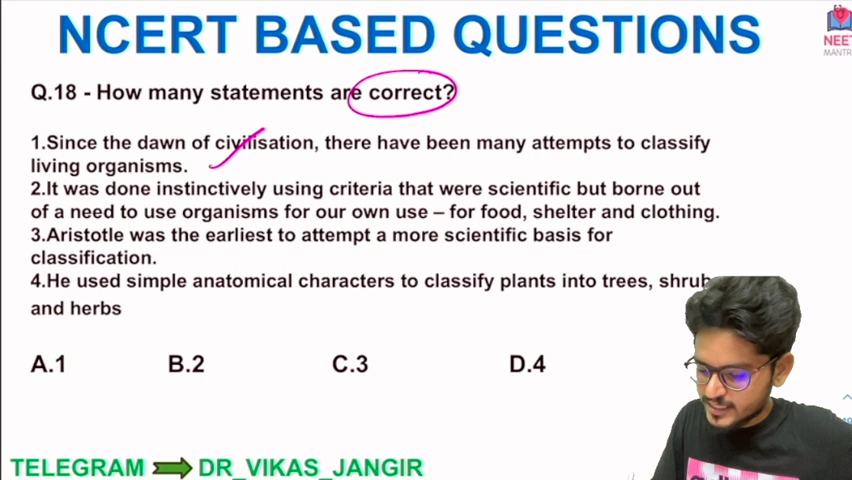 NCERT BASED QUESTIONS
NEET
MANTRA
Q.18 - How many statements are correct?
1.Since the dawn of civilisation, there have been many attempts to classify
living organisms.
2.It was done instinctively using criteria that were scientific but borne out
of a need to use organisms for our own use – for food, shelter and clothing.
3.Aristotle was the earliest to attempt a more scientific basis for
classification.
4.He used simple anatomical characters to classify plants into trees, shrub
and herbs
A.1 B.2 C.3 D.4
TELEGRAM DR_VIKAS_JANGIR